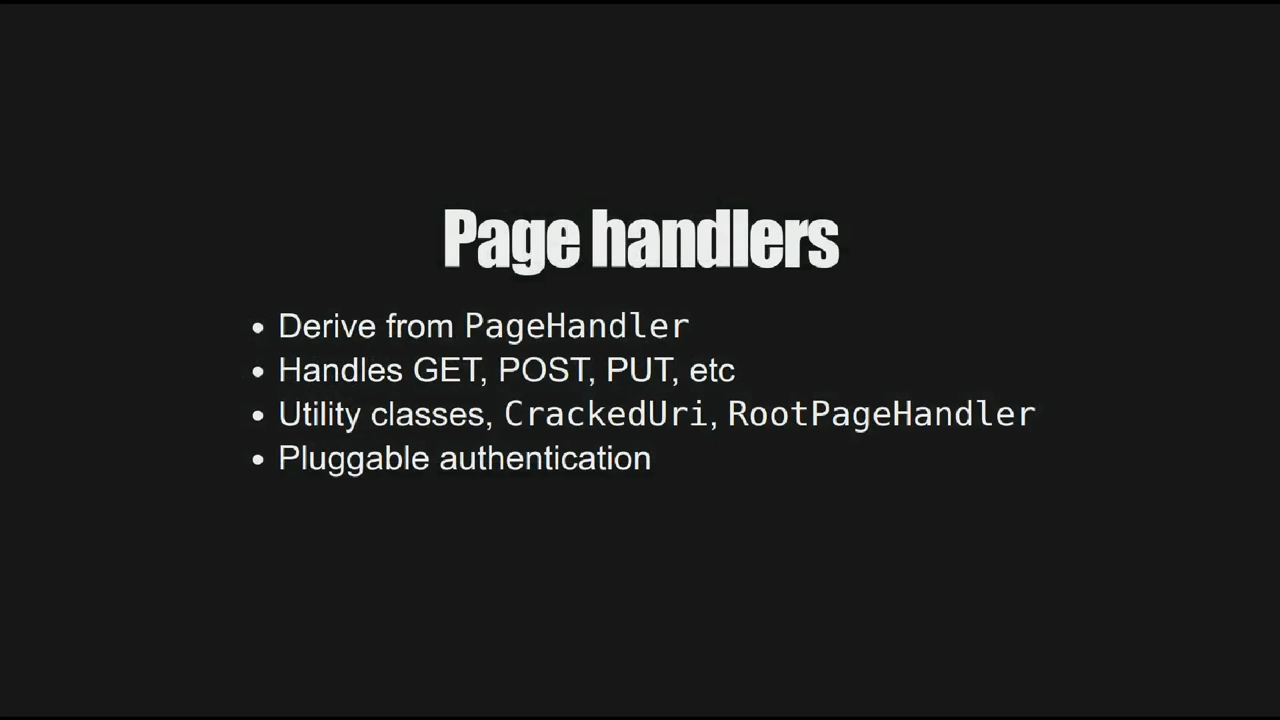 Page handlers
• Derive from PageHandler
• Handles GET, POST, PUT, etc
• Utility classes, CrackedUri, RootPageHandler
• Pluggable authentication